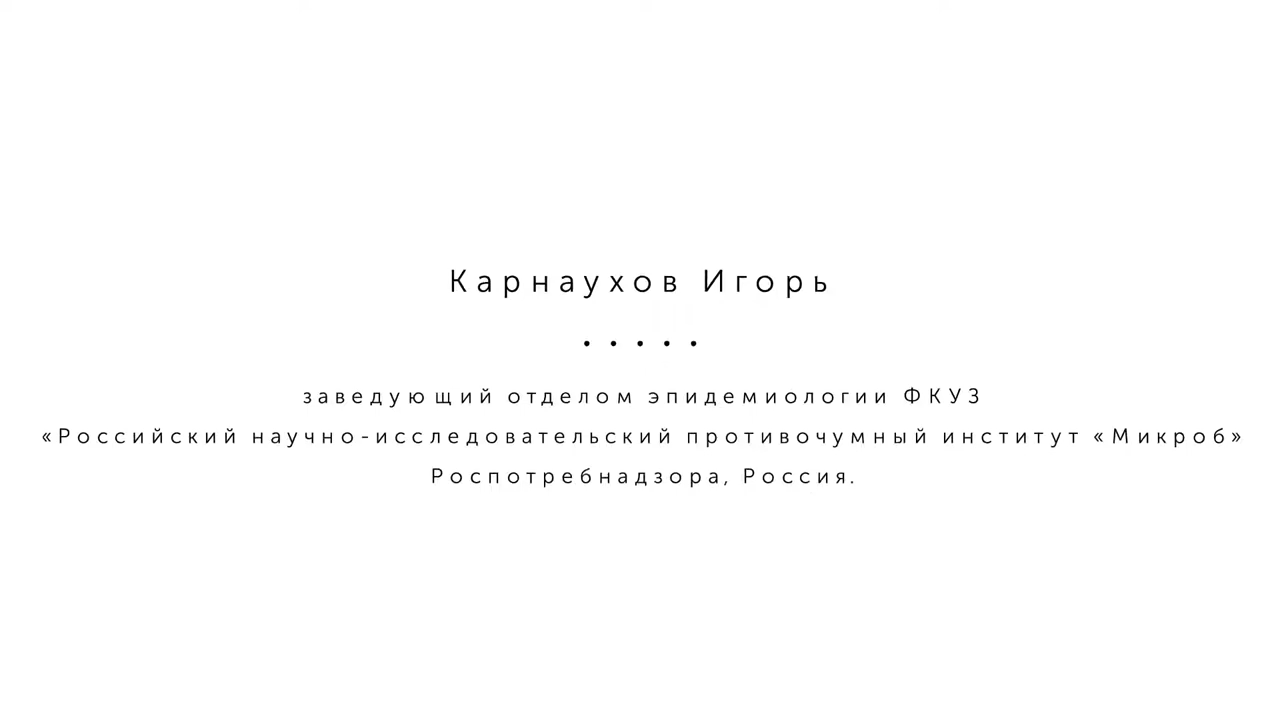 Карнаухов Игорь
• • • • •
заведующий отделом эпидемиологии ФКУЗ
«Российский научно-исследовательский противочумный институт «Микроб»
Роспотребнадзора, Россия.